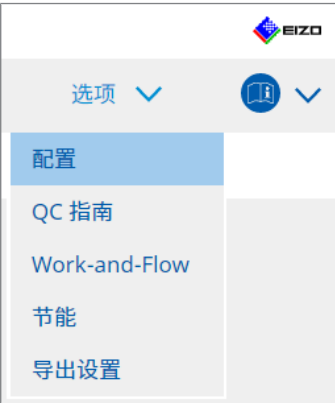 EIZO
选项
配置
QC 指南
Work-and-Flow
节能
导出设置